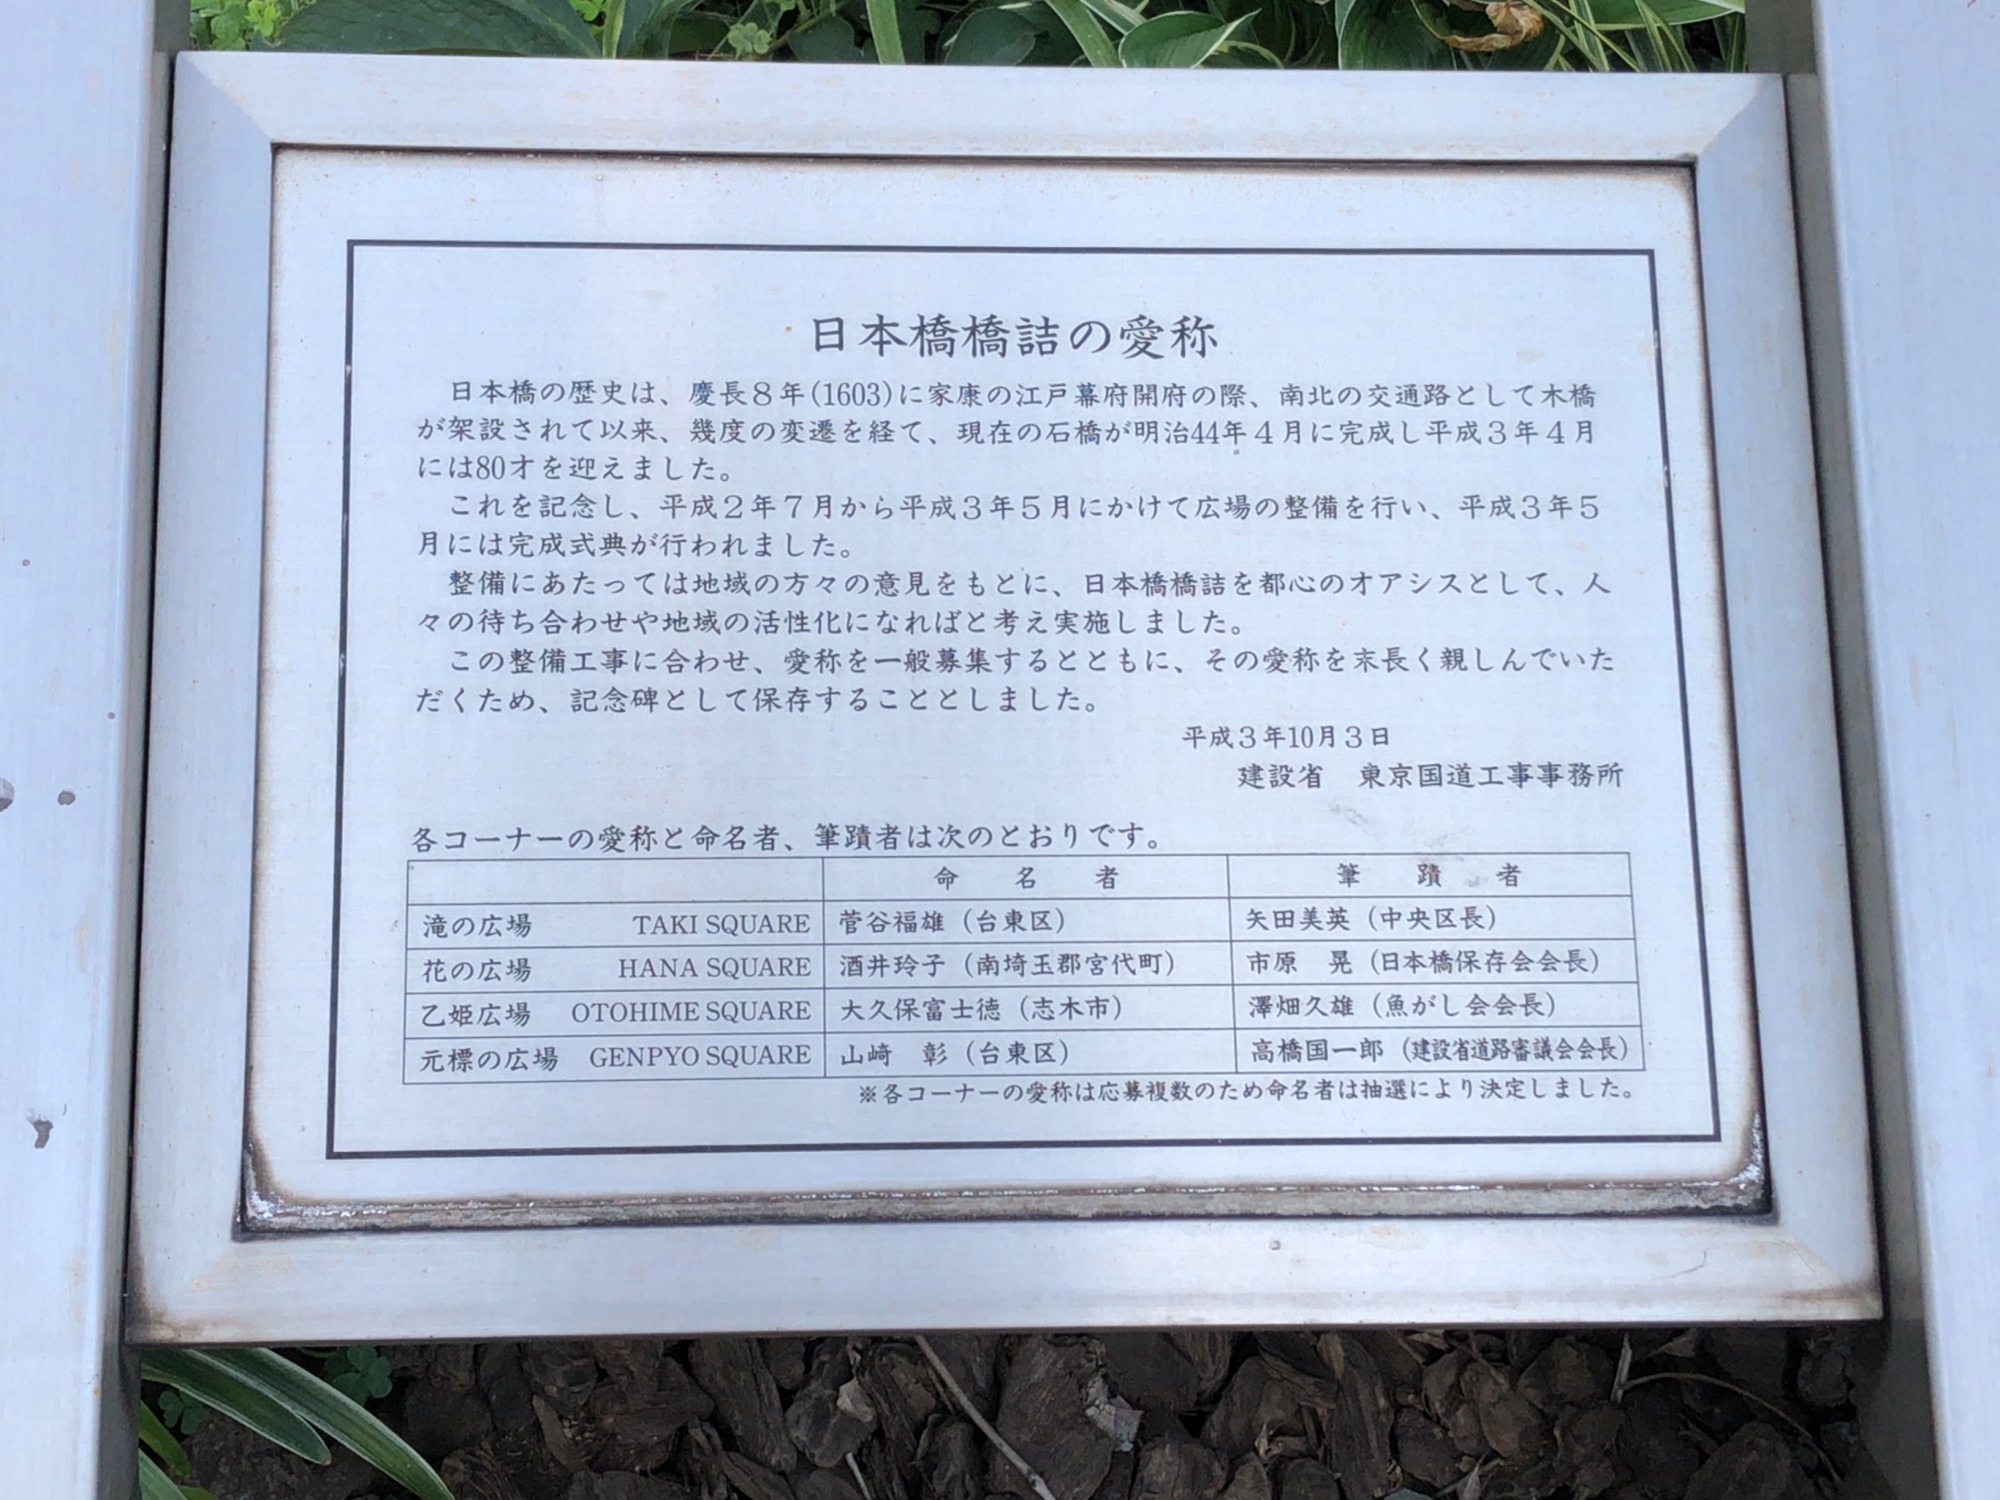 日本橋橋詰の愛称
日本橋の歴史は、慶長８年(1603)に家康の江戸幕府開府の際、南北の交通路として木橋
が架設されて以来、幾度の変遷を経て、現在の石橋が明治44年４月に完成し平成３年４月
には80才を迎えました。
これを記念し、平成２年７月から平成３年５月にかけて広場の整備を行い、平成３年５
月には完成式典が行われました。
整備にあたっては地域の方々の意見をもとに、日本橋橋詰を都心のオアシスとして、人
々の待ち合わせや地域の活性化になればと考え実施しました。
この整備工事に合わせ、愛称を一般募集するとともに、その愛称を末長く親しんでいた
だくため、記念碑として保存することとしました。
平成３年10月３日
建設省　東京国道工事事務所
各コーナーの愛称と命名者、筆蹟者は次のとおりです。
命　名　者　筆　蹟　者
滝の広場　TAKI SQUARE　菅谷福雄（台東区）　矢田美英（中央区長）
花の広場　HANA SQUARE　酒井玲子（南埼玉郡宮代町）　市原　晃（日本橋保存会会長）
乙姫広場　OTOHIME SQUARE　大久保富士徳（志木市）　澤畑久雄（魚がし会会長）
元標の広場　GENPYO SQUARE　山崎　彰（台東区）　高橋国一郎（建設省道路審議会会長）
※各コーナーの愛称は応募複数のため命名者は抽選により決定しました。